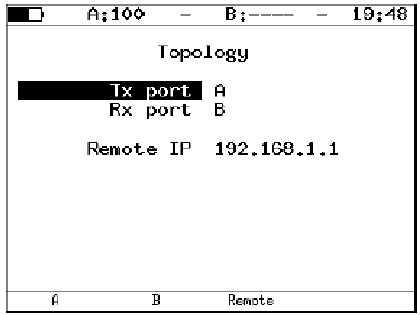 A:100◇ – B:---- – 19:48
Topology
Tx port A
Rx port B
Remote IP 192.168.1.1
A B Remote